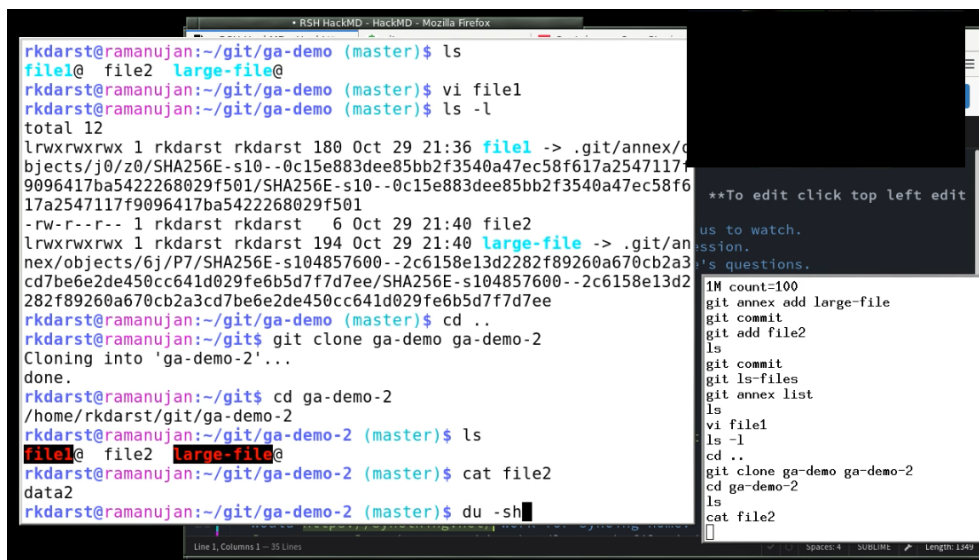 • RSH HackMD - HackMD - Mozilla Firefox
rkdarst@ramanujan:~/git/ga-demo (master)$ ls
file1@  file2  large-file@
rkdarst@ramanujan:~/git/ga-demo (master)$ vi file1
rkdarst@ramanujan:~/git/ga-demo (master)$ ls -l
total 12
lrwxrwxrwx 1 rkdarst rkdarst 180 Oct 29 21:36 file1 -> .git/annex/o
bjects/j0/z0/SHA256E-s10--0c15e883dee85bb2f3540a47ec58f617a2547117f
9096417ba5422268029f501/SHA256E-s10--0c15e883dee85bb2f3540a47ec58f6
17a2547117f9096417ba5422268029f501
-rw-r--r-- 1 rkdarst rkdarst   6 Oct 29 21:40 file2
lrwxrwxrwx 1 rkdarst rkdarst 194 Oct 29 21:40 large-file -> .git/an
nex/objects/6j/P7/SHA256E-s104857600--2c6158e13d2282f89260a670cb2a3
cd7be6e2de450cc641d029fe6b5d7f7d7ee/SHA256E-s104857600--2c6158e13d2
282f89260a670cb2a3cd7be6e2de450cc641d029fe6b5d7f7d7ee
rkdarst@ramanujan:~/git/ga-demo (master)$ cd ..
rkdarst@ramanujan:~/git$ git clone ga-demo ga-demo-2
Cloning into 'ga-demo-2'...
done.
rkdarst@ramanujan:~/git$ cd ga-demo-2
/home/rkdarst/git/ga-demo-2
rkdarst@ramanujan:~/git/ga-demo-2 (master)$ ls
file1@  file2  large-file@
rkdarst@ramanujan:~/git/ga-demo-2 (master)$ cat file2
data2
rkdarst@ramanujan:~/git/ga-demo-2 (master)$ du -sh
**To edit click top left edit
us to watch.
ssion.
's questions.
1M count=100
git annex add large-file
git commit
git add file2
ls
git commit
git ls-files
git annex list
ls
vi file1
ls -l
cd ..
git clone ga-demo ga-demo-2
cd ga-demo-2
ls
cat file2
Line 1, Columns 1 — 35 Lines
Spaces: 4 SUBLIME Length: 1349